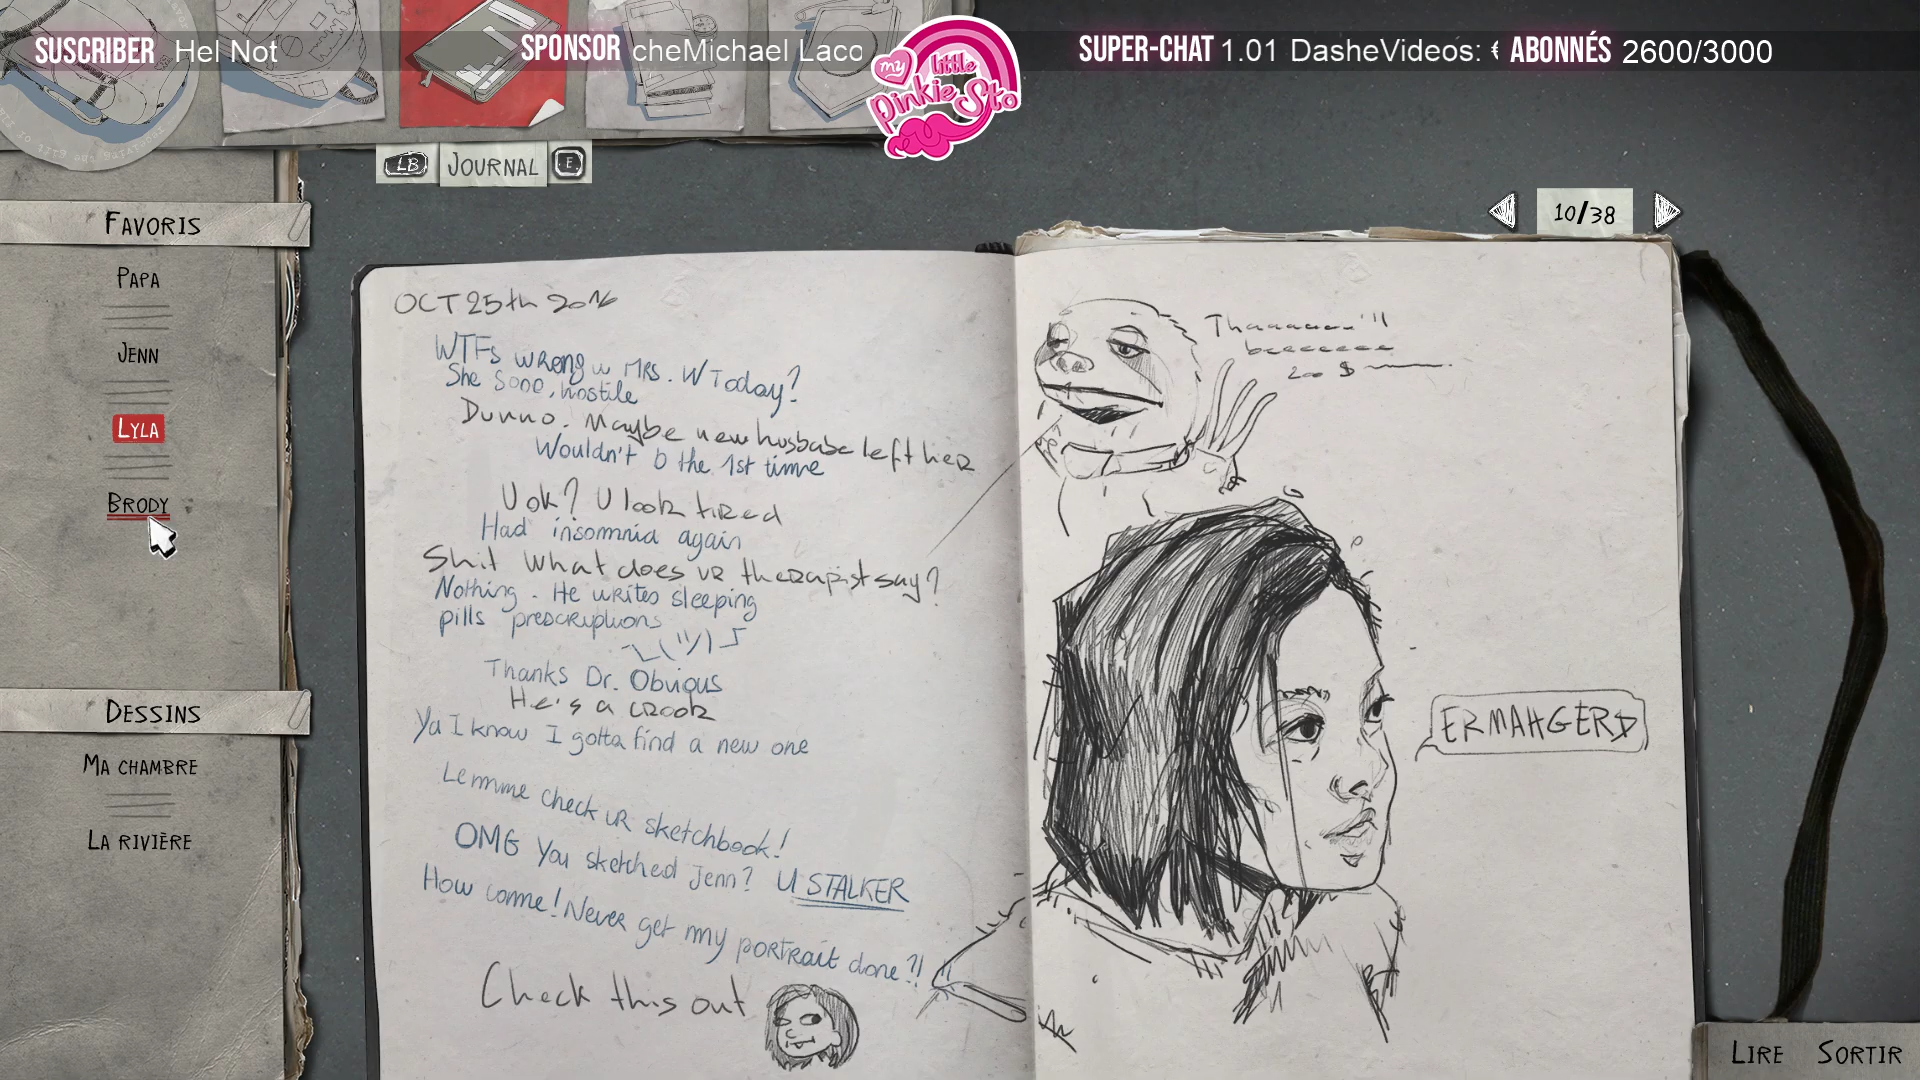 SUSCRIBER Hel Not
SPONSOR cheMichael Laco
my little Pinkie Sto
SUPER-CHAT 1.01 DasheVideos: €
ABONNÉS 2600/3000
LB JOURNAL E
10/38
FAVORIS
PAPA
JENN
LYLA
BRODY
DESSINS
MA CHAMBRE
LA RIVIÈRE
OCT 25th 2016
WTFs wrong w MRS. W Today?
She Sooo, hostile
Dunno. Maybe new husbabe left her
Wouldn't b the 1st time
U ok? U look tired
Had insomnia again
Shit what does ur therapist say?
Nothing. He writes sleeping
pills prescriptions
Thanks Dr. Obvious
He's a crook
Ya I know I gotta find a new one
Lemme check uR sketchbook!
OMG You sketched Jenn? U STALKER
How come! Never get my portrait done?!
Check this out
Thaaaaaa'll
beeeeeee
200 $
ERMAHGERD
LIRE SORTIR